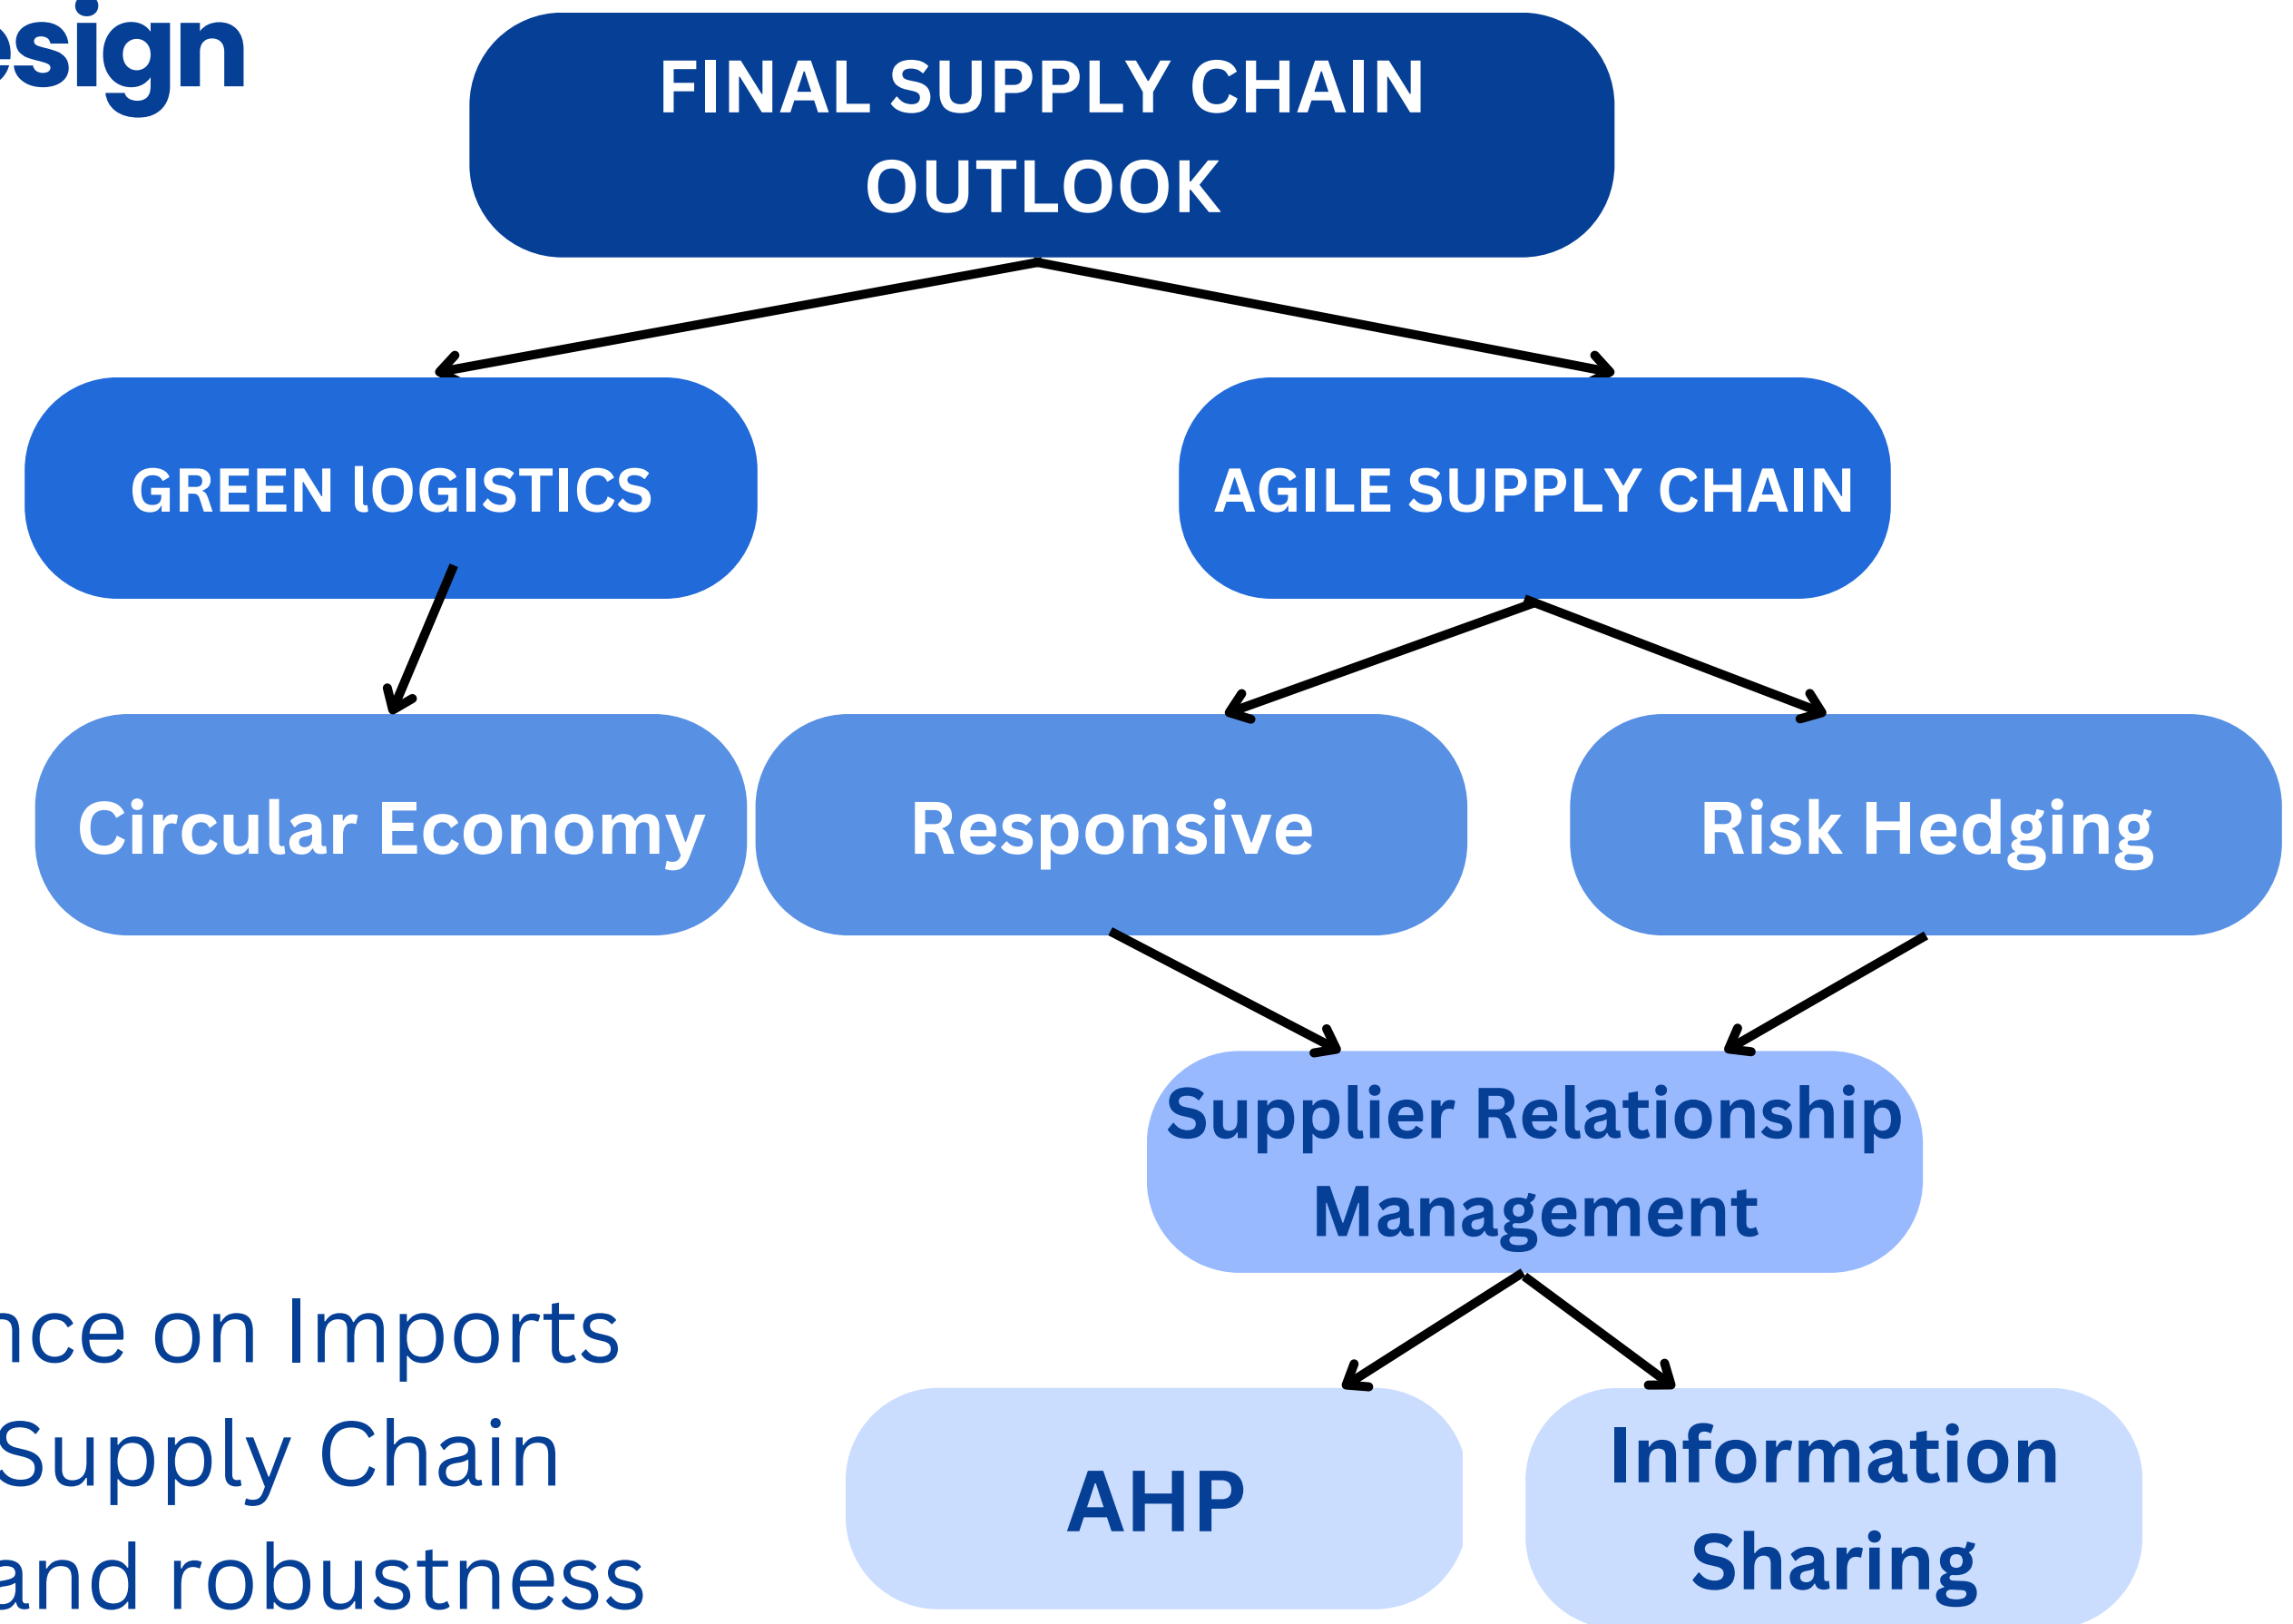 esign
FINAL SUPPLY CHAIN
OUTLOOK
GREEN lOGISTICS
AGILE SUPPLY CHAIN
Circular Economy
Responsive
Risk Hedging
Supplier Relationship
Management
nce on Imports
Supply Chain
and robustness
AHP
Information
Sharing